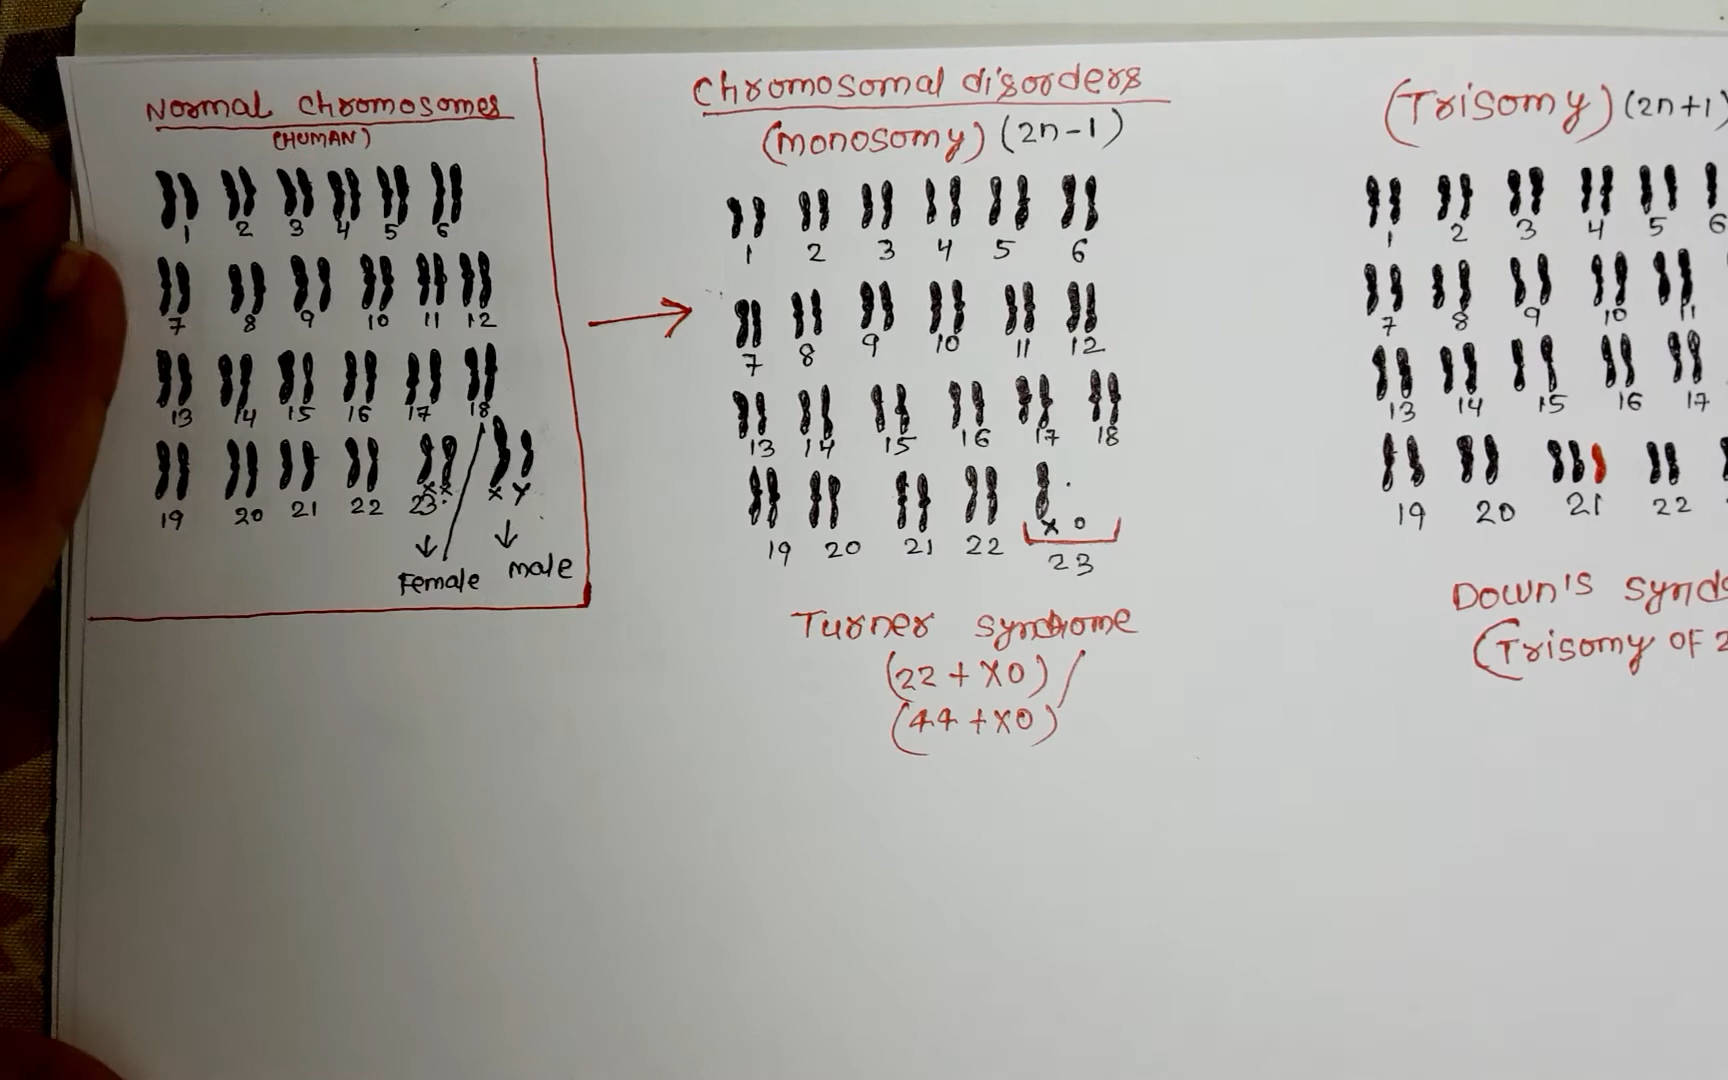 Normal Chromosomes
(HUMAN)
1 2 3 4 5 6
7 8 9 10 11 12
13 14 15 16 17 18
19 20 21 22 23
X X X Y
Female male
Chromosomal disorders
(monosomy) (2n-1)
1 2 3 4 5 6
7 8 9 10 11 12
13 14 15 16 17 18
X O
19 20 21 22 23
Turner syndrome
(22 + XO) /
(44 + XO)
(Trisomy) (2n+1)
1 2 3 4 5 6
7 8 9 10 11
13 14 15 16 17
19 20 21 22
Down's
(Trisomy OF